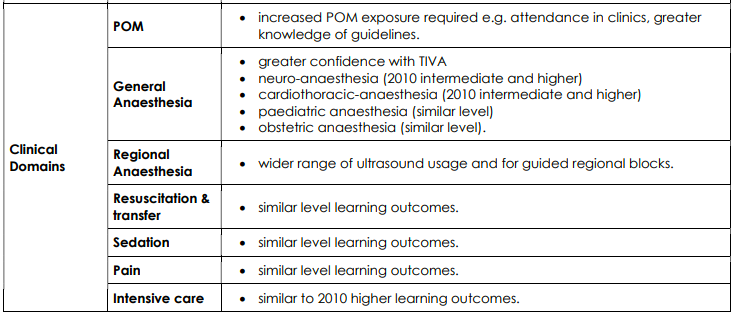 Clinical
Domains
POM
• increased POM exposure required e.g. attendance in clinics, greater
knowledge of guidelines.
General
Anaesthesia
• greater confidence with TIVA
• neuro-anaesthesia (2010 intermediate and higher)
• cardiothoracic-anaesthesia (2010 intermediate and higher)
• paediatric anaesthesia (similar level)
• obstetric anaesthesia (similar level).
Regional
Anaesthesia
• wider range of ultrasound usage and for guided regional blocks.
Resuscitation &
transfer
• similar level learning outcomes.
Sedation
• similar level learning outcomes.
Pain
• similar level learning outcomes.
Intensive care
• similar to 2010 higher learning outcomes.